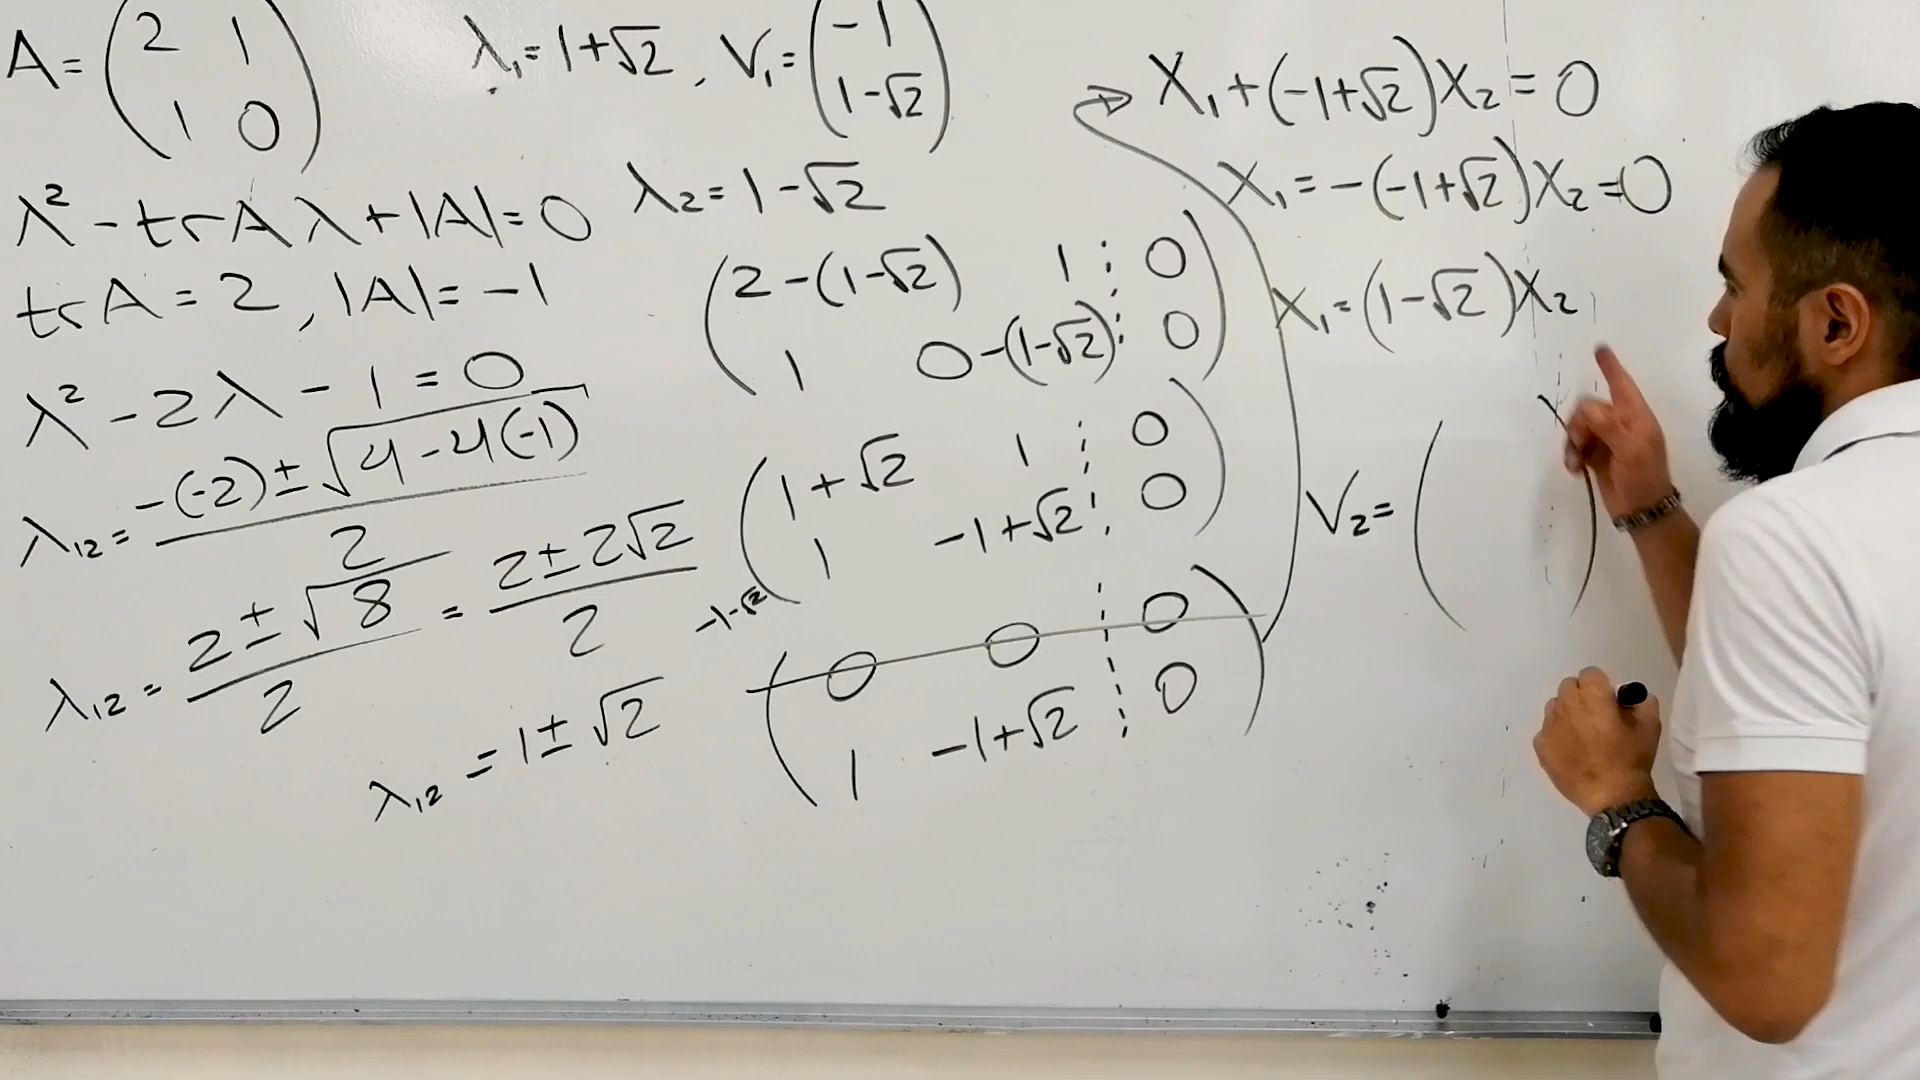 A = ( 2 1
1 0 )
λ² - trA λ + |A| = 0
trA = 2 , |A| = -1
λ² - 2λ - 1 = 0
λ₁₂ = (-(-2) ± √(4 - 4(-1))) / 2
λ₁₂ = (2 ± √8) / 2 = (2 ± 2√2) / 2
λ₁₂ = 1 ± √2
λ₁ = 1+√2 , V₁ = ( -1
1-√2 )
λ₂ = 1 - √2
( 2-(1-√2) 1 ⋮ 0
1 0-(1-√2) ⋮ 0 )
( 1+√2 1 ⋮ 0
1 -1+√2 ⋮ 0 )
-1-√2
( 0 0 ⋮ 0
1 -1+√2 ⋮ 0 )
→ X₁ + (-1+√2)X₂ = 0
X₁ = -(-1+√2)X₂ = 0
X₁ = (1-√2)X₂
V₂ = ( )